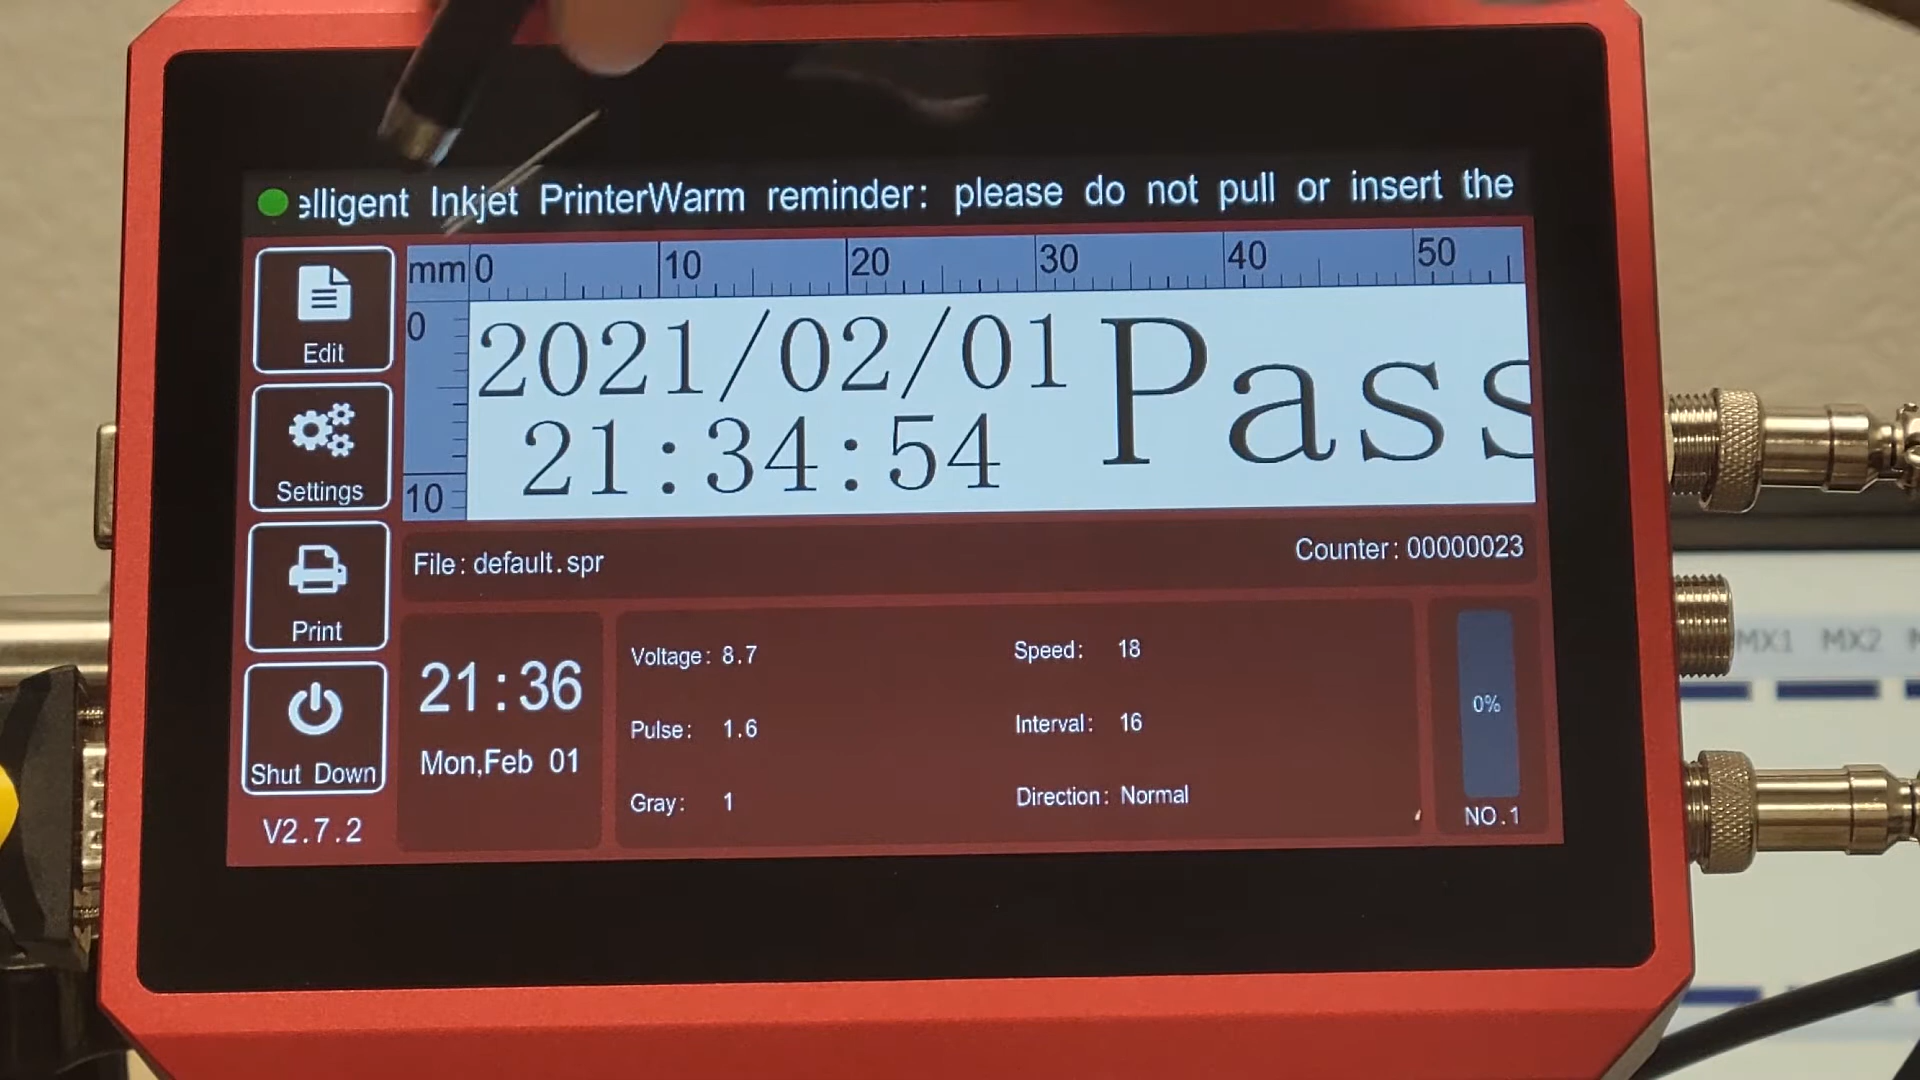 elligent Inkjet PrinterWarm reminder: please do not pull or insert the
mm 0 10 20 30 40 50
0
10
2021/02/01
21:34:54
Pass
Edit
Settings
Print
Shut Down
V2.7.2
File: default.spr
Counter: 00000023
21:36
Mon,Feb 01
Voltage: 8.7
Pulse: 1.6
Gray: 1
Speed: 18
Interval: 16
Direction: Normal
0%
NO.1
MX1 MX2